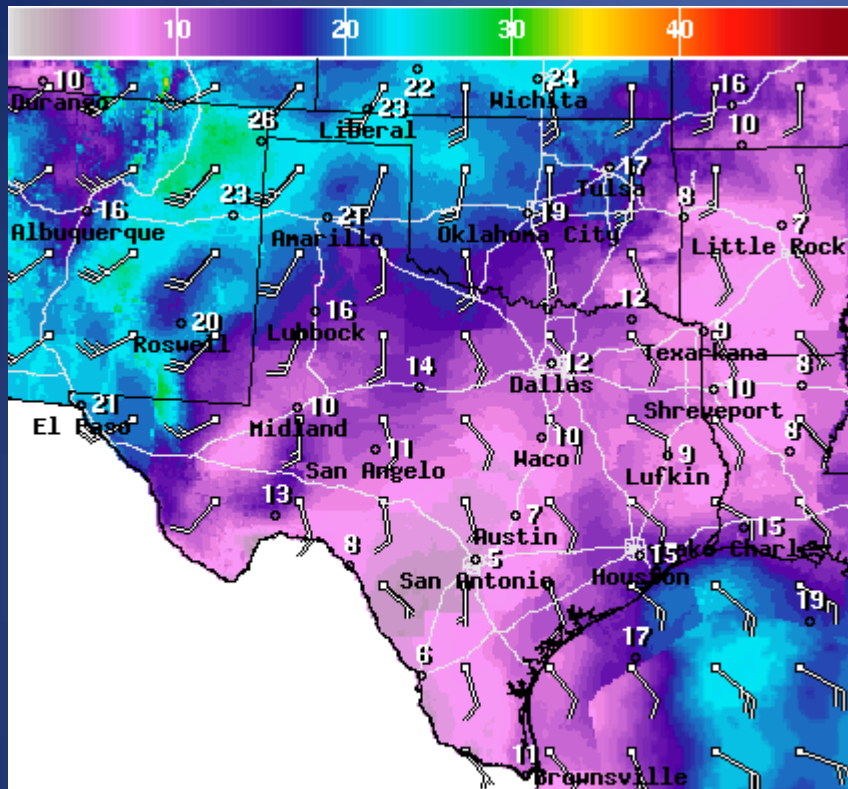 10 20 30 40
10 22 24 16
Durango 23 Wichita
26 Liberal 10
17
Tulsa
16 23 21 19 8 7
Albuquerque Amarillo Oklahoma City Little Rock
20 16 12
Roswell Lubbock 9
Texarkana
14 12 8
Dallas 10
21 10 Shreveport
El Paso Midland 10 8
11 Waco 9
San Angelo Lufkin
13 7 15
Austin
8 5 15 Lake Charles
San Antonio Houston
19
17
6
11
Brownsville